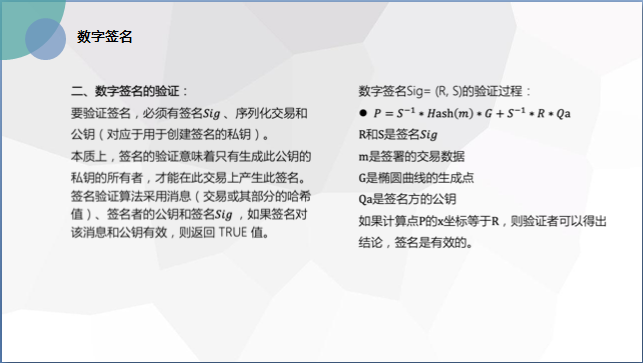 数字签名
二、数字签名的验证：
要验证签名，必须有签名Sig 、序列化交易和
公钥（对应于用于创建签名的私钥）。
本质上，签名的验证意味着只有生成此公钥的
私钥的所有者，才能在此交易上产生此签名。
签名验证算法采用消息（交易或其部分的哈希
值）、签名者的公钥和签名Sig ，如果签名对
该消息和公钥有效，则返回 TRUE 值。
数字签名Sig= (R, S)的验证过程：
● P = S⁻¹ * Hash(m) * G + S⁻¹ * R * Qa
R和S是签名Sig
m是签署的交易数据
G是椭圆曲线的生成点
Qa是签名方的公钥
如果计算点P的x坐标等于R，则验证者可以得出
结论，签名是有效的。